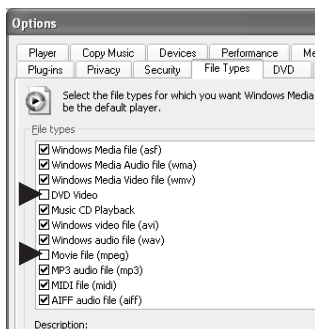 Options
Player Copy Music Devices Performance
Plug-ins Privacy Security File Types DVD
Select the file types for which you want Windows Media
be the default player.
File types
Windows Media file (asf)
Windows Media Audio file (wma)
Windows Media Video file (wmv)
DVD Video
Music CD Playback
Windows video file (avi)
Windows audio file (wav)
Movie file (mpeg)
MP3 audio file (mp3)
MIDI file (midi)
AIFF audio file (aiff)
Description: